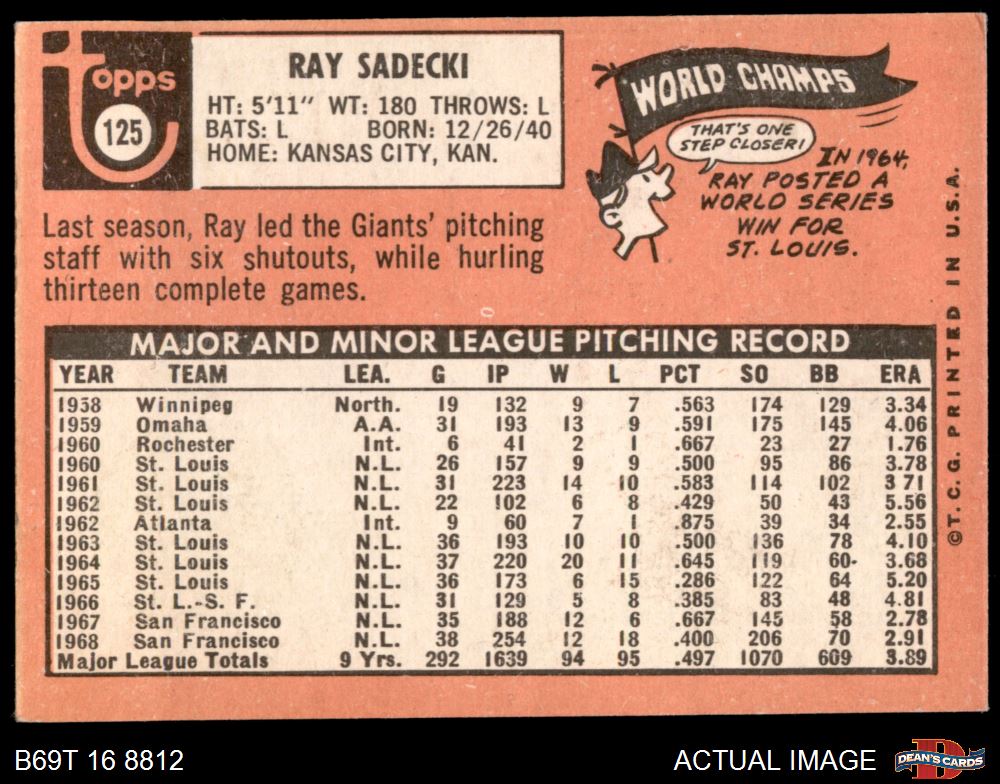 topps
125
RAY SADECKI
HT: 5'11" WT: 180 THROWS: L
BATS: L BORN: 12/26/40
HOME: KANSAS CITY, KAN.
WORLD CHAMPS
THAT'S ONE
STEP CLOSER!
IN 1964,
RAY POSTED A
WORLD SERIES
WIN FOR
ST. LOUIS.
Last season, Ray led the Giants' pitching
staff with six shutouts, while hurling
thirteen complete games.
©T. C. G. PRINTED IN U.S.A.
MAJOR AND MINOR LEAGUE PITCHING RECORD
YEAR TEAM LEA. G IP W L PCT SO BB ERA
1958 Winnipeg North. 19 132 9 7 .563 174 129 3.34
1959 Omaha A.A. 31 193 13 9 .591 175 145 4.06
1960 Rochester Int. 6 41 2 1 .667 23 27 1.76
1960 St. Louis N.L. 26 157 9 9 .500 95 86 3.78
1961 St. Louis N.L. 31 223 14 10 .583 114 102 3.71
1962 St. Louis N.L. 22 102 6 8 .429 50 43 5.56
1962 Atlanta Int. 9 60 7 1 .875 39 34 2.55
1963 St. Louis N.L. 36 193 10 10 .500 136 78 4.10
1964 St. Louis N.L. 37 220 20 11 .645 119 60 3.68
1965 St. Louis N.L. 36 173 6 15 .286 122 64 5.20
1966 St. L.-S. F. N.L. 31 129 5 8 .385 83 48 4.81
1967 San Francisco N.L. 35 188 12 6 .667 145 58 2.78
1968 San Francisco N.L. 38 254 12 18 .400 206 70 2.91
Major League Totals 9 Yrs. 292 1639 94 95 .497 1070 609 3.89
B69T 16 8812
ACTUAL IMAGE
DEAN'S CARDS